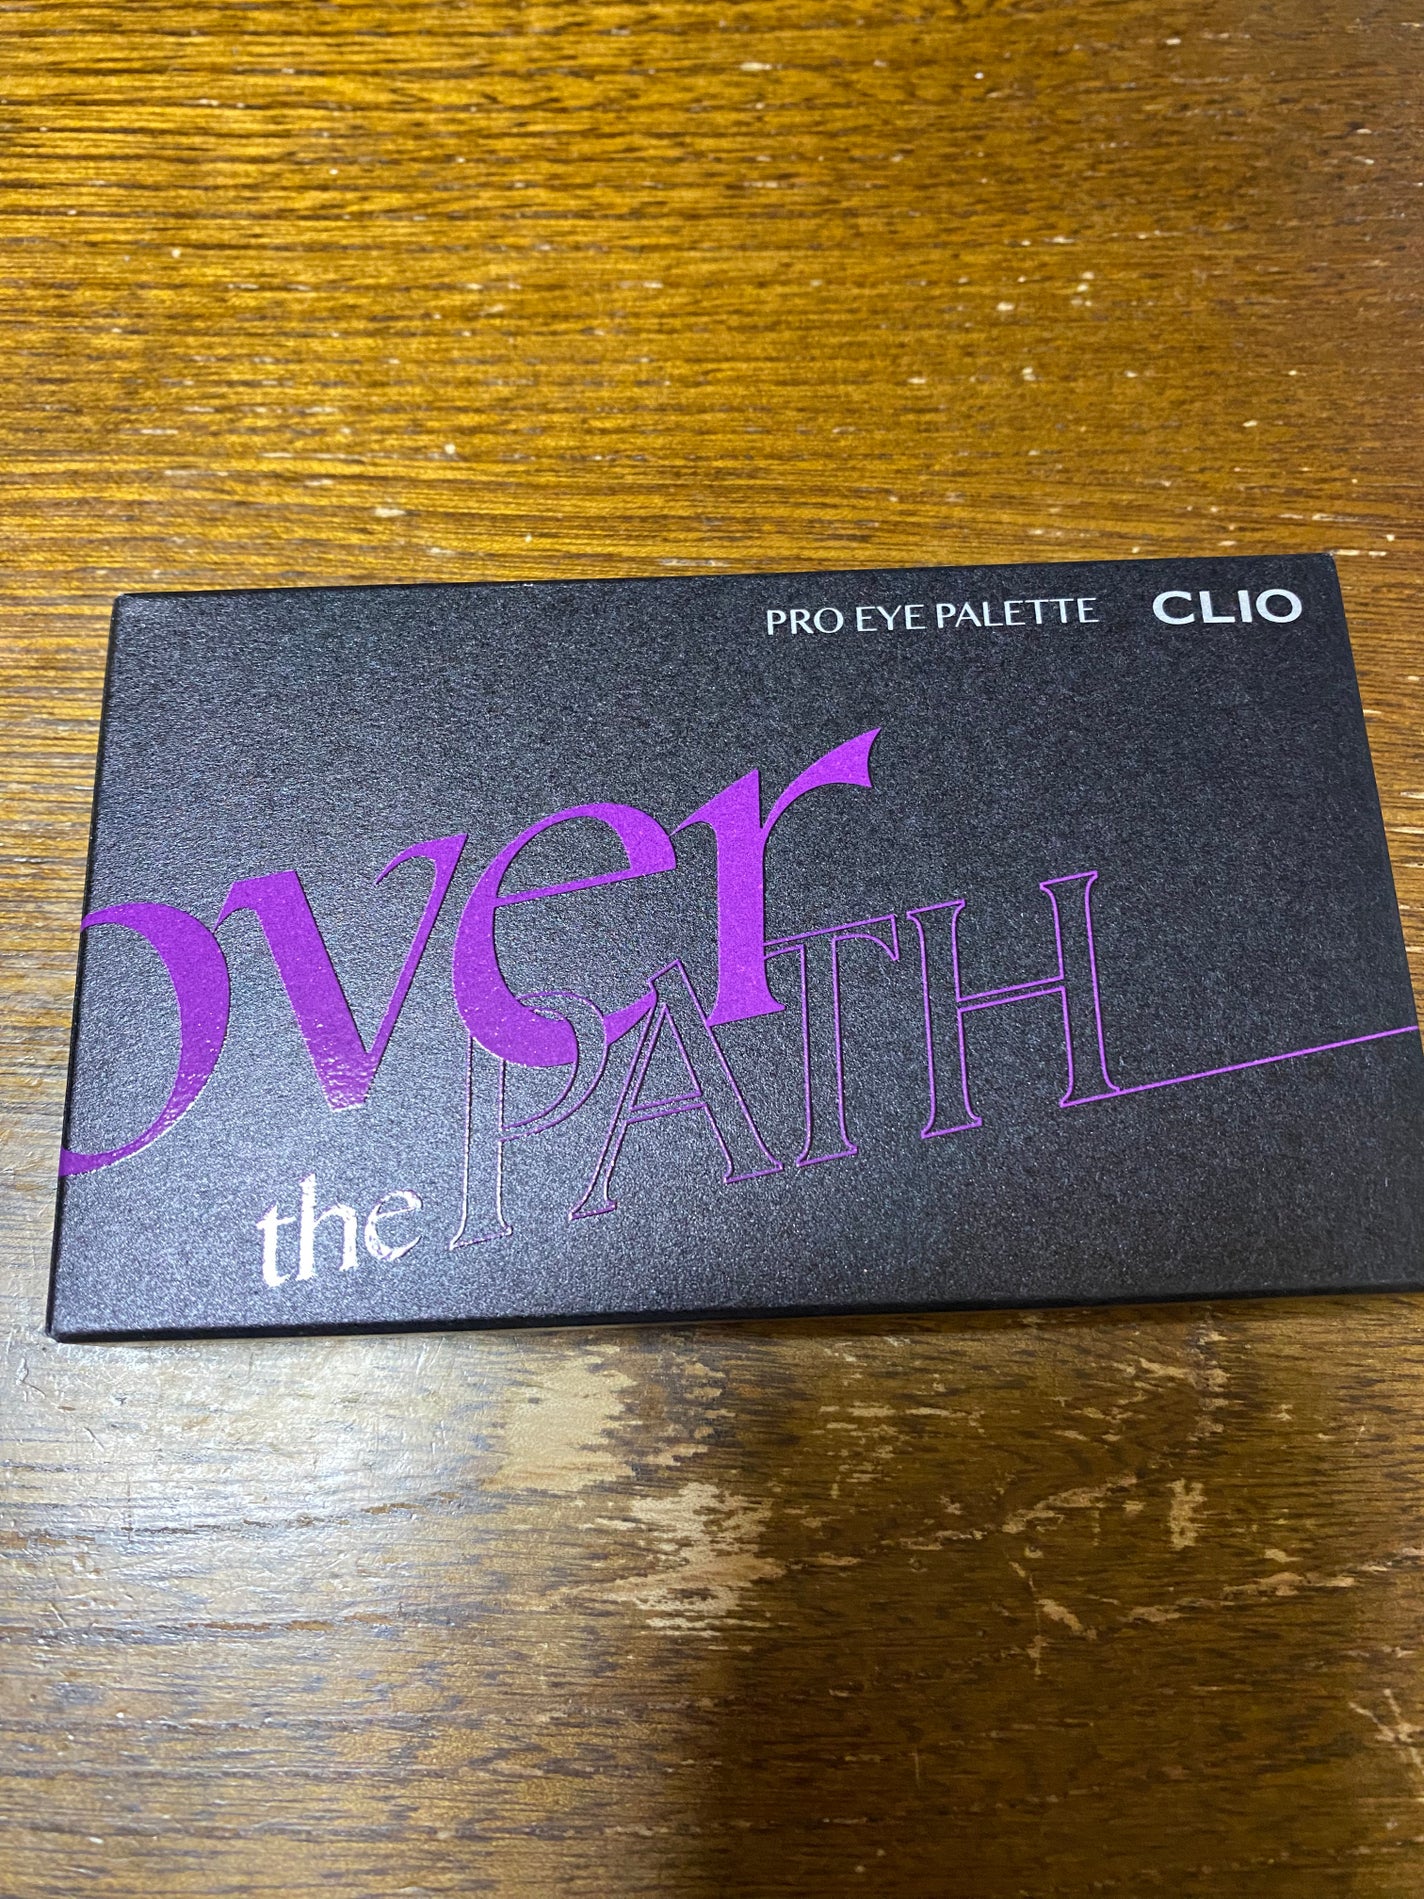 PRO EYE PALETTE CLIO
over
the PATH